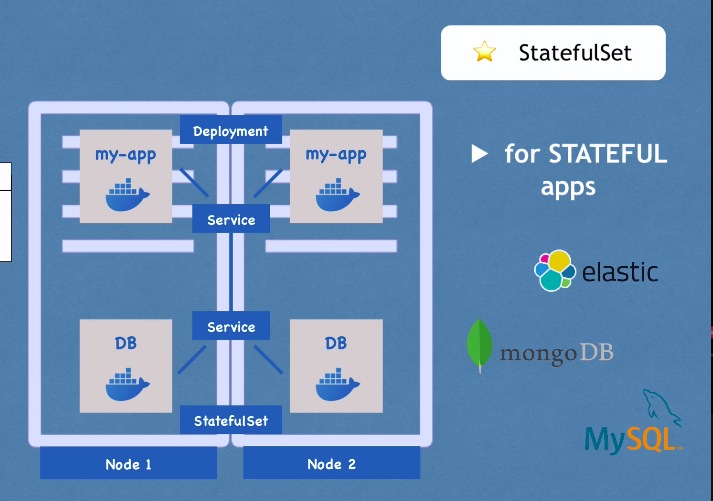 StatefulSet
Deployment
my-app
my-app
Service
for STATEFUL
apps
elastic
Service
DB
DB
mongoDB
StatefulSet
MySQL
Node 1
Node 2